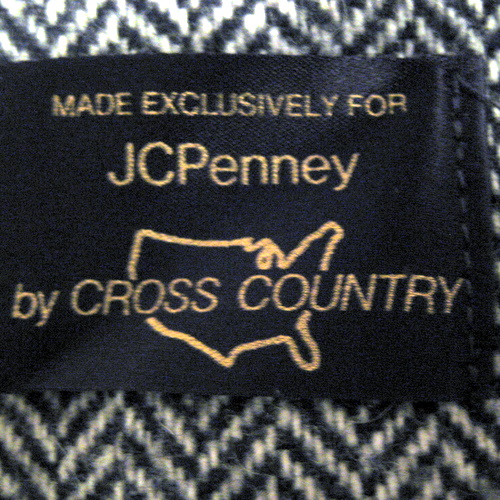 MADE EXCLUSIVELY FOR
JCPenney
by CROSS COUNTRY